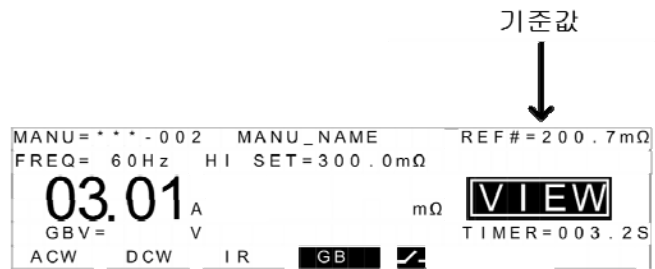 기준값
MANU=***-002 MANU_NAME REF#=200.7mΩ
FREQ= 60Hz HI SET=300.0mΩ
03.01A mΩ VIEW
GBV= V TIMER=003.2S
ACW DCW IR GB